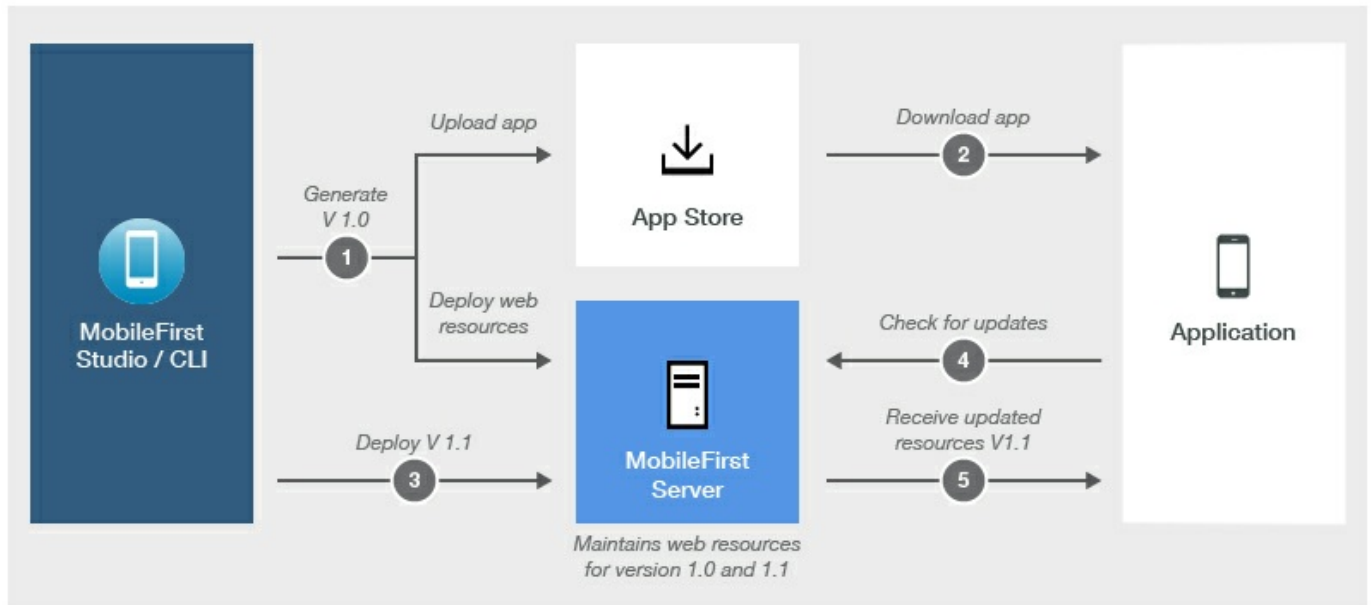 Upload app
Download app
2
Generate
V 1.0
1
App Store
MobileFirst
Studio / CLI
Deploy web
resources
Check for updates
4
Application
Deploy V 1.1
3
MobileFirst
Server
Receive updated
resources V1.1
5
Maintains web resources
for version 1.0 and 1.1